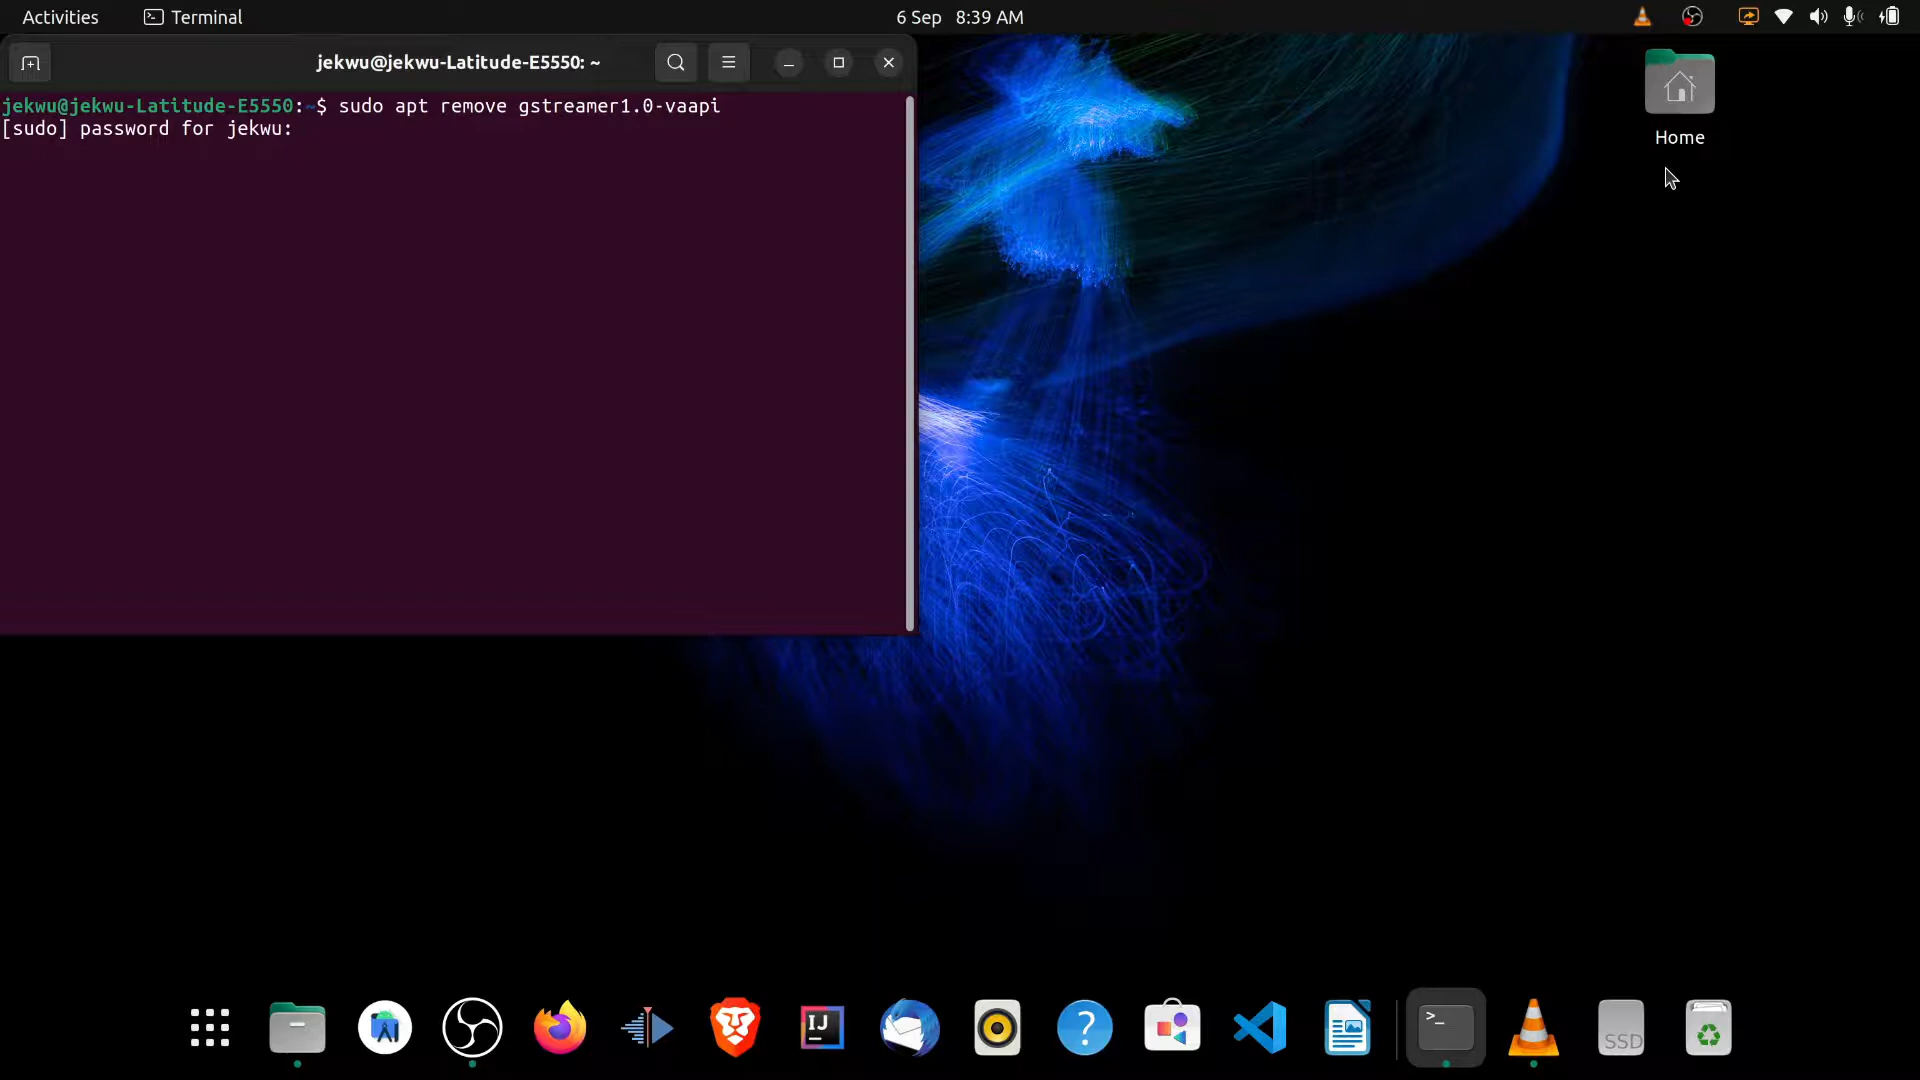 Activities
Terminal
6 Sep 8:39 AM
jekwu@jekwu-Latitude-E5550: ~
jekwu@jekwu-Latitude-E5550:~$ sudo apt remove gstreamer1.0-vaapi
[sudo] password for jekwu:
Home
IJ
?
>_
SSD